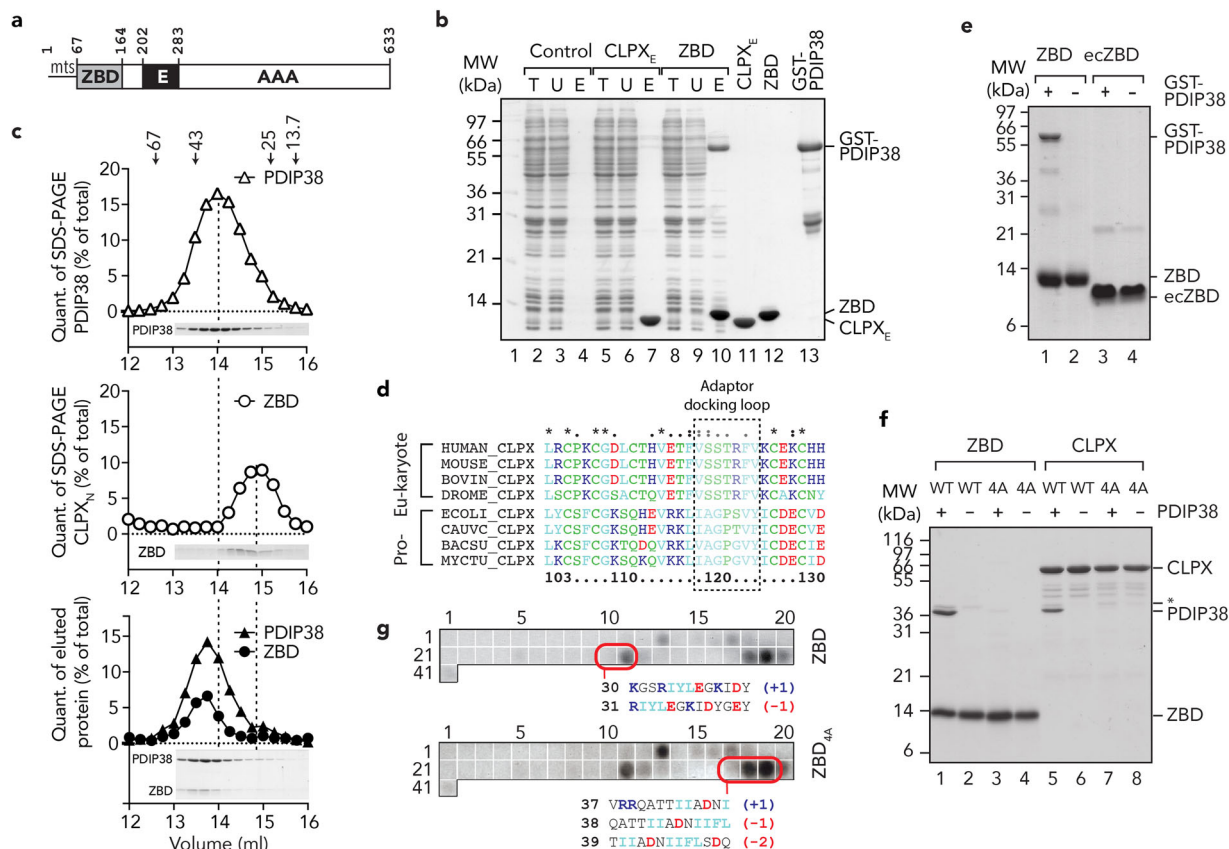 a
1
67
164
202
283
633
mts
ZBD
E
AAA
b
Control
CLPX_E
ZBD
CLPX_E
ZBD
GST-PDIP38
MW
(kDa)
T U E T U E T U E
97
66
55
36
31
21
14
GST-
PDIP38
ZBD
CLPX_E
1 2 3 4 5 6 7 8 9 10 11 12 13
c
67
43
25
13.7
PDIP38
Quant. of SDS-PAGE
PDIP38 (% of total)
20
15
10
5
0
PDIP38
12 13 14 15 16
ZBD
Quant. of SDS-PAGE
CLPX_N (% of total)
20
15
10
5
0
ZBD
12 13 14 15 16
PDIP38
ZBD
Quant. of eluted
protein (% of total)
15
10
5
0
PDIP38
ZBD
12 13 14 15 16
Volume (ml)
d
Adaptor
docking loop
Eu-karyote
Pro-
HUMAN_CLPX LRCPKCGDLCTHVETFVSSTRFVKCEKCHH
MOUSE_CLPX LRCPKCGDLCTHVETFVSSTRFVKCEKCHH
BOVIN_CLPX LRCPKCGDLCTHVETFVSSTRFVKCEKCHH
DROME_CLPX LSCPKCGSACTQVETFVSSTRFVKCAKCNY
ECOLI_CLPX LYCSFCGKSQHEVRKLIAGPSVYICDECVD
CAUVC_CLPX LYCSFCGKSQHEVRKLIAGPTVFICDECVE
BACSU_CLPX LKCSFCGKTQDQVRKLVAGPGVYICDECIE
MYCTU_CLPX LKCSFCGKSQKQVRKLIAGPGVYICDECID
103....110.......120.......130
e
ZBD ecZBD
MW
(kDa)
+ - + -
GST-
PDIP38
97
66
55
36
31
21
14
6
GST-
PDIP38
ZBD
ecZBD
1 2 3 4
f
ZBD CLPX
MW
(kDa)
WT WT 4A 4A WT WT 4A 4A
+ - + - + - + - PDIP38
116
97
66
55
36
31
21
14
6
CLPX
*
PDIP38
ZBD
1 2 3 4 5 6 7 8
g
1 5 10 15 20
1
21
41
ZBD
30 KGSRIYLEGKIDY (+1)
31 RIYLEGKIDYGEY (-1)
1 5 10 15 20
1
21
41
ZBD_4A
37 VRRQATTIIADNI (+1)
38 QATTIIADNIIFL (-1)
39 TIIADNIIFLSDQ (-2)